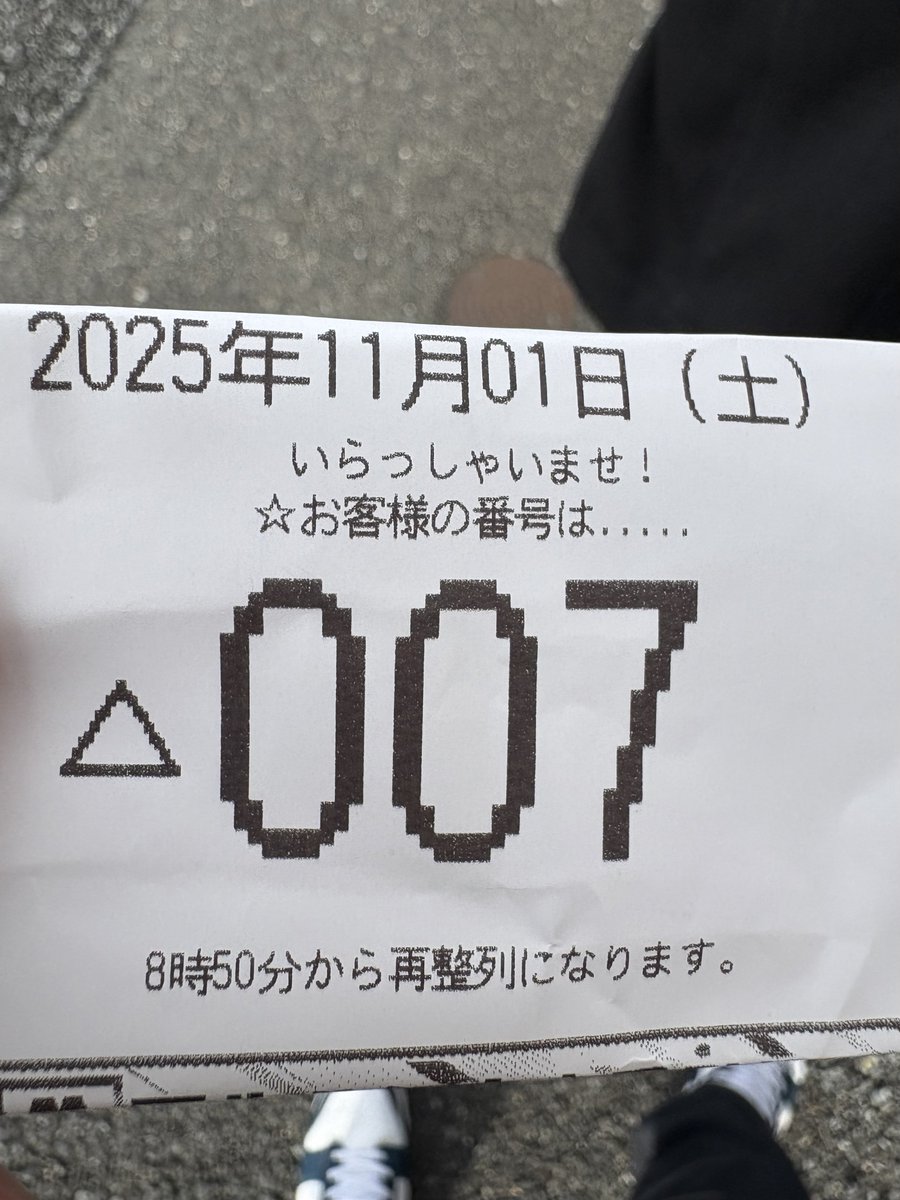 2025年11月01日（土）
いらっしゃいませ！
☆お客様の番号は.....
△007
8時50分から再整列になります。